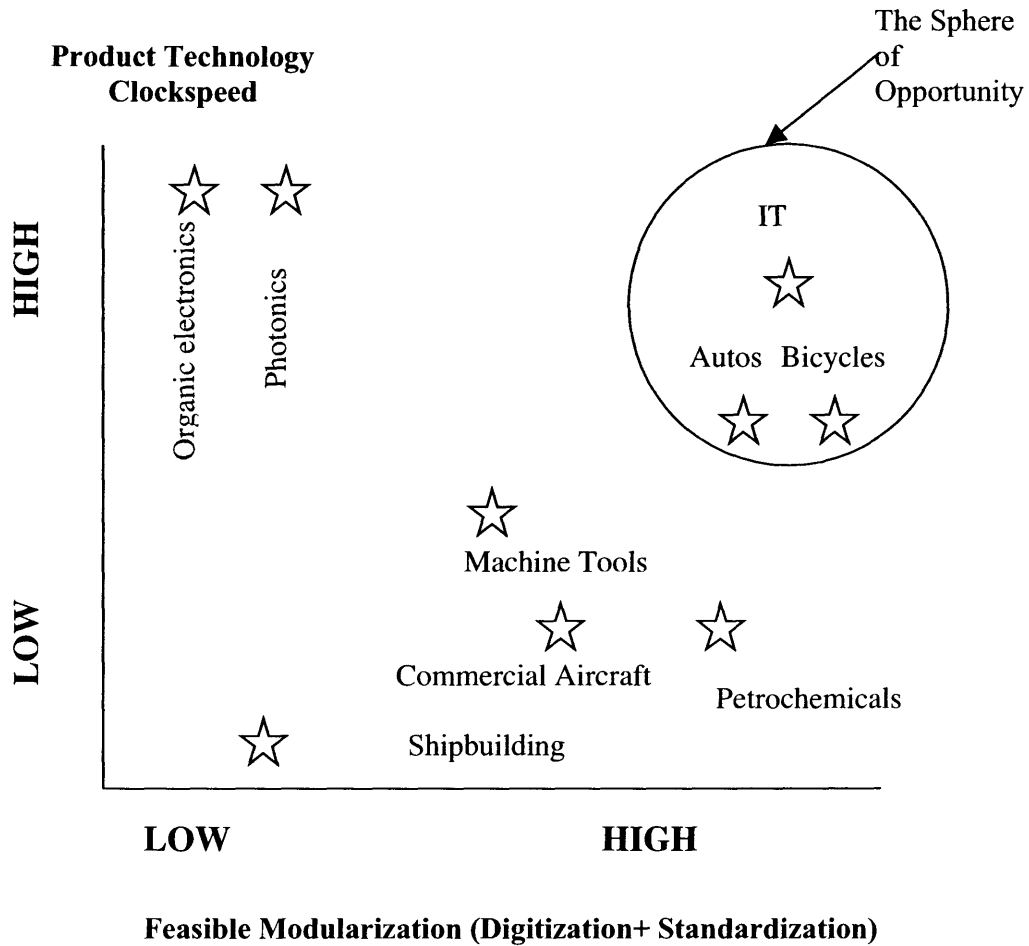 The Sphere
of
Opportunity
Product Technology
Clockspeed
HIGH
LOW
Organic electronics
Photonics
IT
Autos Bicycles
Machine Tools
Commercial Aircraft
Petrochemicals
Shipbuilding
LOW HIGH
Feasible Modularization (Digitization+ Standardization)